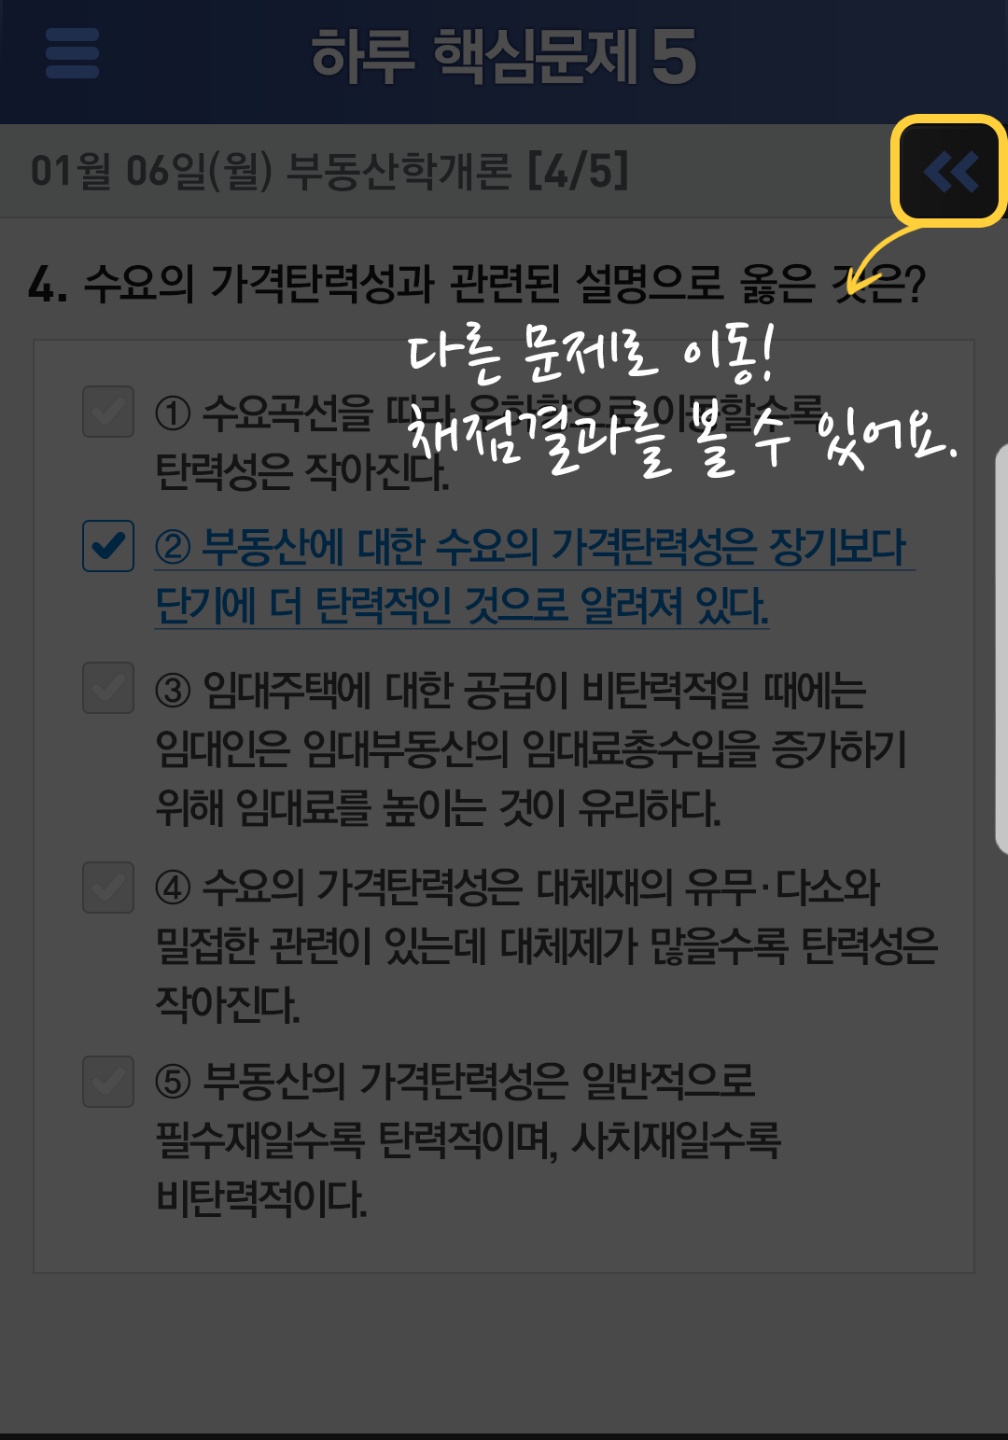 하루 핵심문제 5
01월 06일(월) 부동산학개론 [4/5]
4. 수요의 가격탄력성과 관련된 설명으로 옳은 것은?
다른 문제로 이동!
채점결과를 볼 수 있어요.
① 수요곡선을 따라 우하향으로 이동할수록
탄력성은 작아진다.
② 부동산에 대한 수요의 가격탄력성은 장기보다
단기에 더 탄력적인 것으로 알려져 있다.
③ 임대주택에 대한 공급이 비탄력적일 때에는
임대인은 임대부동산의 임대료총수입을 증가하기
위해 임대료를 높이는 것이 유리하다.
④ 수요의 가격탄력성은 대체재의 유무·다소와
밀접한 관련이 있는데 대체제가 많을수록 탄력성은
작아진다.
⑤ 부동산의 가격탄력성은 일반적으로
필수재일수록 탄력적이며, 사치재일수록
비탄력적이다.